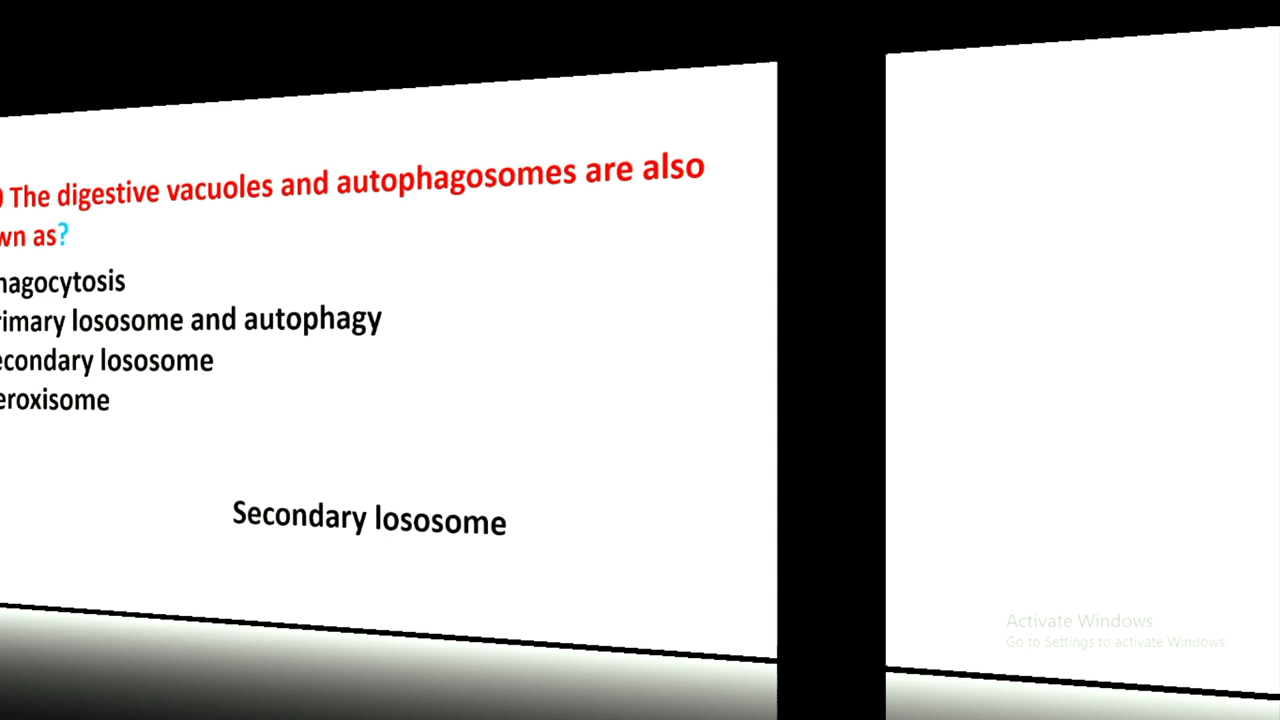 ) The digestive vacuoles and autophagosomes are also
wn as?
hagocytosis
rimary lososome and autophagy
econdary lososome
eroxisome
Secondary lososome
Activate Windows
Go to Settings to activate Windows.